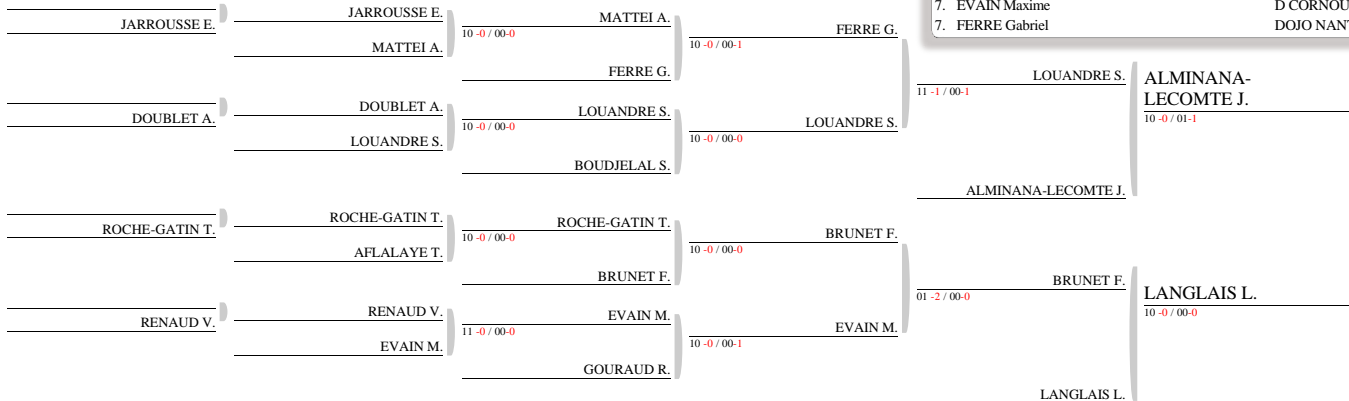 7. EVAIN Maxime D CORNOU
7. FERRE Gabriel DOJO NANT
JARROUSSE E.
DOUBLET A.
ROCHE-GATIN T.
RENAUD V.
JARROUSSE E.
MATTEI A.
DOUBLET A.
LOUANDRE S.
ROCHE-GATIN T.
AFLALAYE T.
RENAUD V.
EVAIN M.
MATTEI A.
10 -0 / 00-0
FERRE G.
LOUANDRE S.
10 -0 / 00-0
BOUDJELAL S.
ROCHE-GATIN T.
10 -0 / 00-0
BRUNET F.
EVAIN M.
11 -0 / 00-0
GOURAUD R.
FERRE G.
10 -0 / 00-1
LOUANDRE S.
10 -0 / 00-0
BRUNET F.
10 -0 / 00-0
EVAIN M.
10 -0 / 00-1
LOUANDRE S.
11 -1 / 00-1
ALMINANA-LECOMTE J.
BRUNET F.
01 -2 / 00-0
LANGLAIS L.
ALMINANA-
LECOMTE J.
10 -0 / 01-1
LANGLAIS L.
10 -0 / 00-0